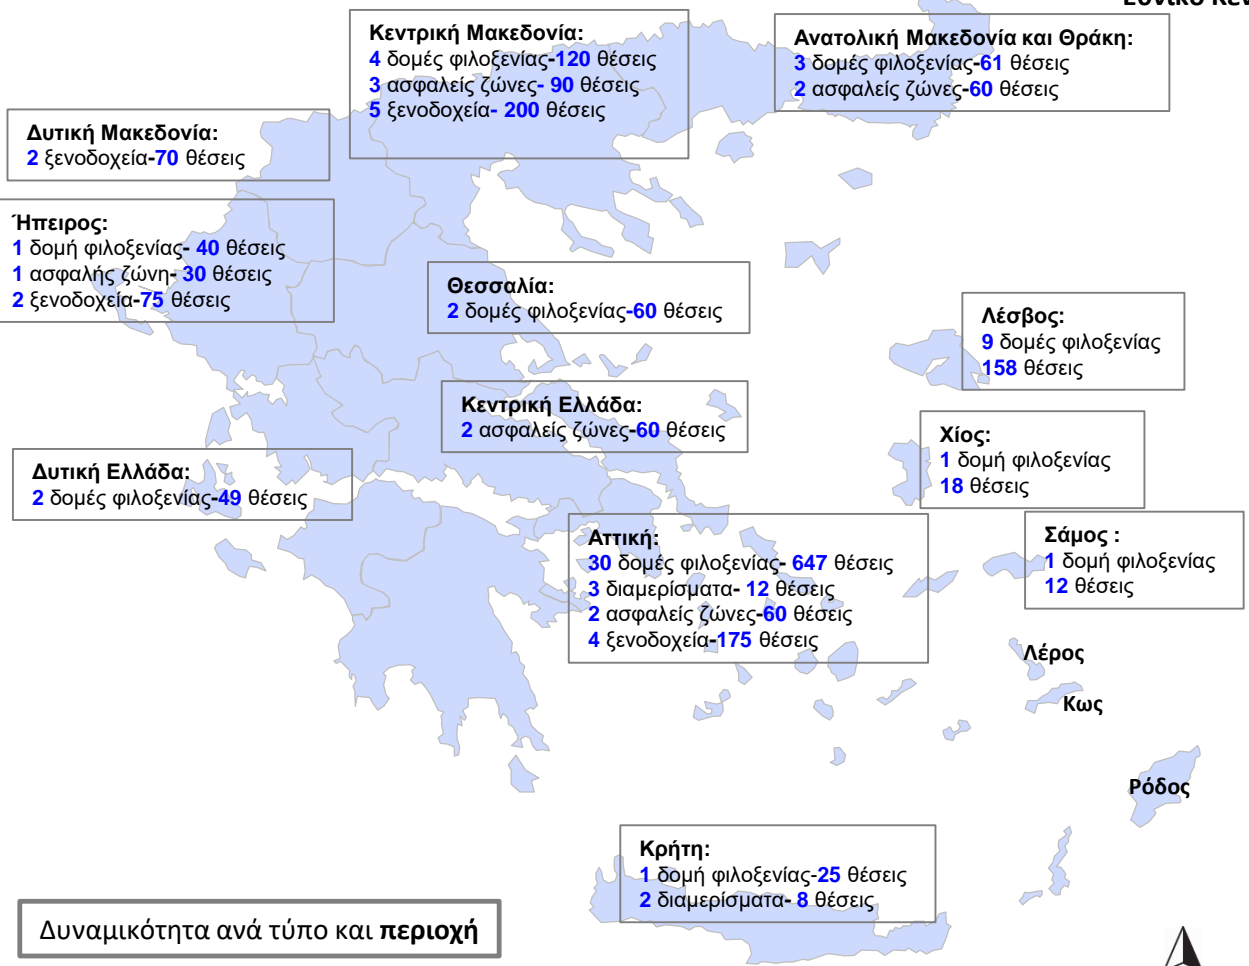 Κεντρική Μακεδονία:
4 δομές φιλοξενίας-120 θέσεις
3 ασφαλείς ζώνες- 90 θέσεις
5 ξενοδοχεία- 200 θέσεις
Ανατολική Μακεδονία και Θράκη:
3 δομές φιλοξενίας-61 θέσεις
2 ασφαλείς ζώνες-60 θέσεις
Δυτική Μακεδονία:
2 ξενοδοχεία-70 θέσεις
Ήπειρος:
1 δομή φιλοξενίας- 40 θέσεις
1 ασφαλής ζώνη- 30 θέσεις
2 ξενοδοχεία-75 θέσεις
Θεσσαλία:
2 δομές φιλοξενίας-60 θέσεις
Λέσβος:
9 δομές φιλοξενίας
158 θέσεις
Κεντρική Ελλάδα:
2 ασφαλείς ζώνες-60 θέσεις
Χίος:
1 δομή φιλοξενίας
18 θέσεις
Δυτική Ελλάδα:
2 δομές φιλοξενίας-49 θέσεις
Αττική:
30 δομές φιλοξενίας- 647 θέσεις
3 διαμερίσματα- 12 θέσεις
2 ασφαλείς ζώνες-60 θέσεις
4 ξενοδοχεία-175 θέσεις
Σάμος :
1 δομή φιλοξενίας
12 θέσεις
Λέρος
Κως
Ρόδος
Κρήτη:
1 δομή φιλοξενίας-25 θέσεις
2 διαμερίσματα- 8 θέσεις
Δυναμικότητα ανά τύπο και περιοχή